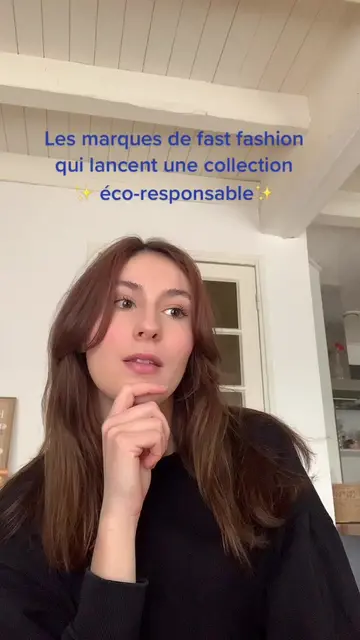 Les marques de fast fashion
qui lancent une collection
✨ éco-responsable✨